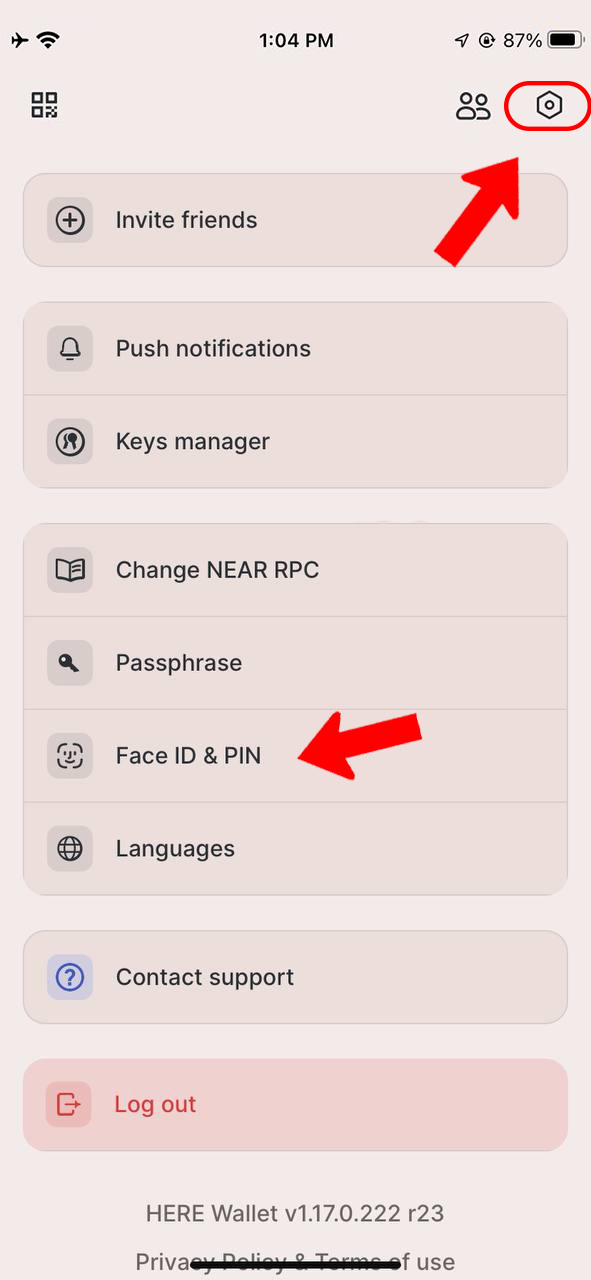 1:04 PM
87%
Invite friends
Push notifications
Keys manager
Change NEAR RPC
Passphrase
Face ID & PIN
Languages
Contact support
Log out
HERE Wallet v1.17.0.222 r23
Privacy Policy & Terms of use